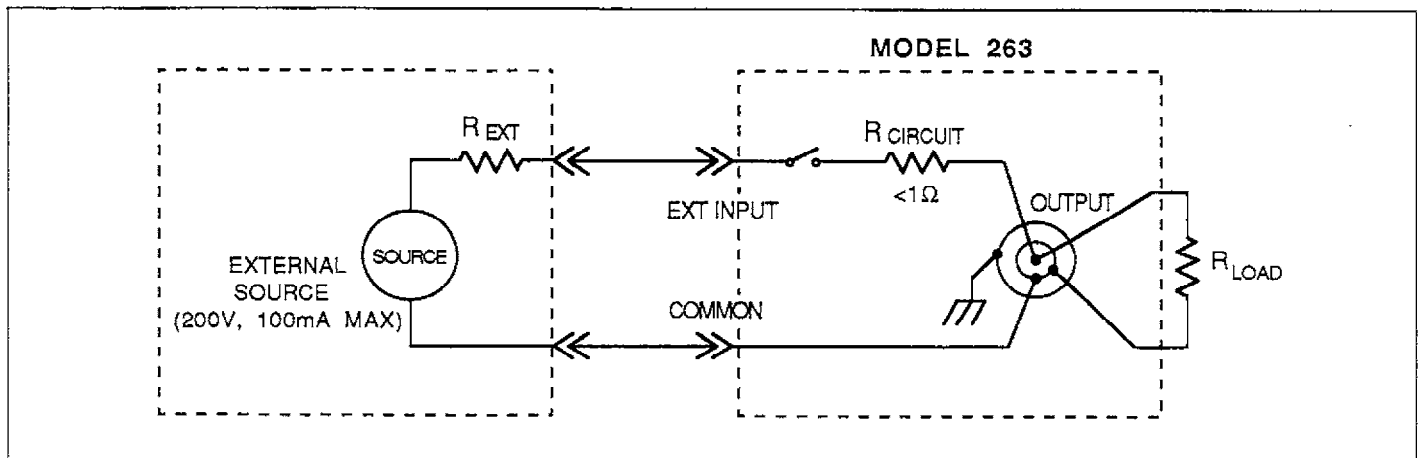 MODEL 263
R EXT
R CIRCUIT
<1Ω
EXT INPUT
OUTPUT
SOURCE
R LOAD
EXTERNAL
SOURCE
(200V, 100mA MAX)
COMMON